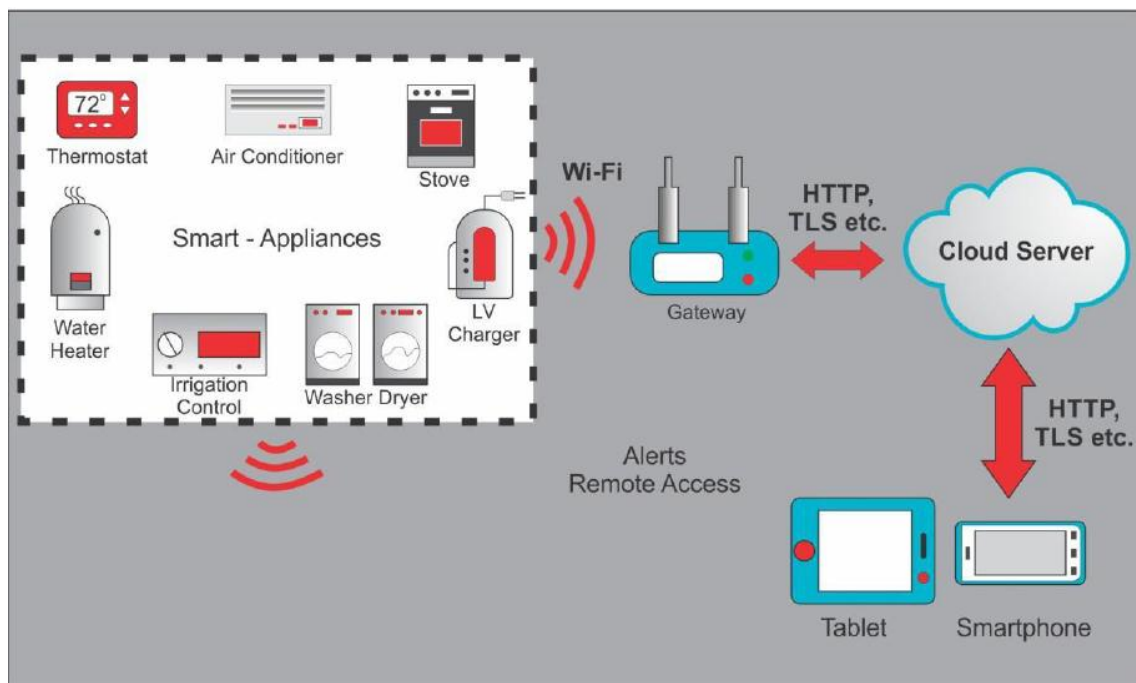 72°
Thermostat
Air Conditioner
Stove
Wi-Fi
HTTP,
TLS etc.
Cloud Server
Smart - Appliances
Gateway
LV
Charger
Water
Heater
Irrigation
Control
Washer Dryer
HTTP,
TLS etc.
Alerts
Remote Access
Tablet
Smartphone